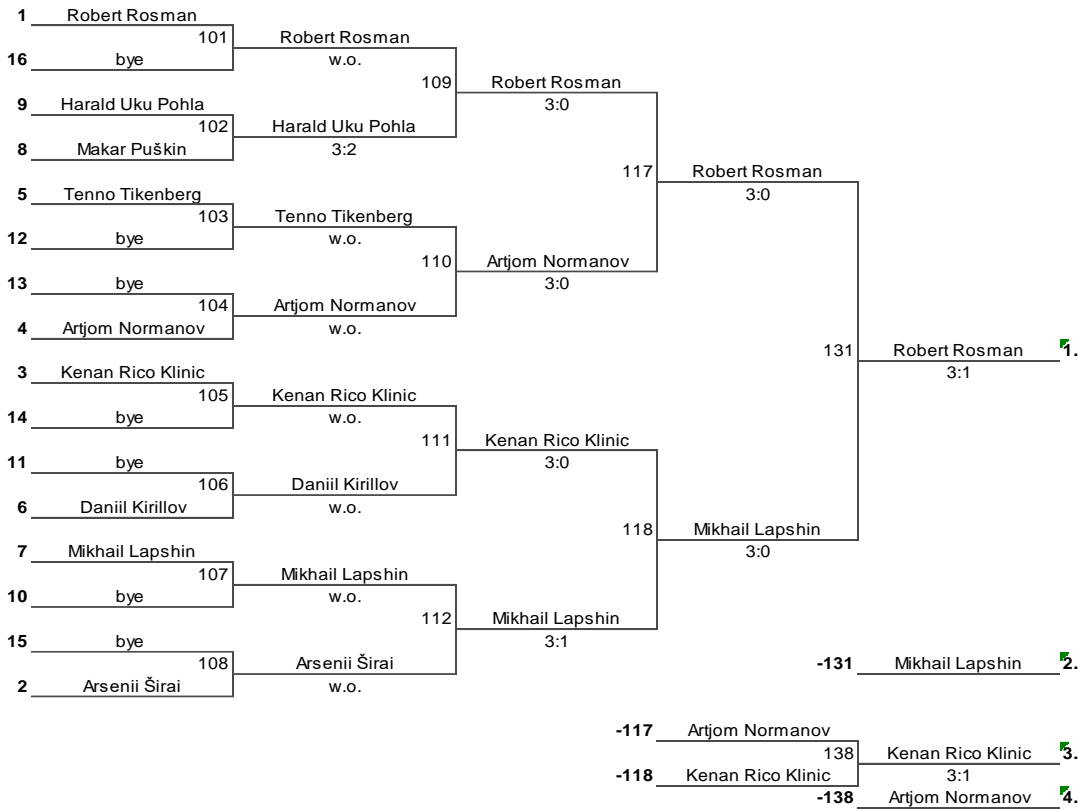 1 Robert Rosman
101 Robert Rosman
16 bye w.o.
109 Robert Rosman
9 Harald Uku Pohla 3:0
102 Harald Uku Pohla
8 Makar Puškin 3:2
117 Robert Rosman
5 Tenno Tikenberg 3:0
103 Tenno Tikenberg
12 bye w.o.
110 Artjom Normanov
13 bye 3:0
104 Artjom Normanov
4 Artjom Normanov w.o.
131 Robert Rosman 1.
3 Kenan Rico Klinic 3:1
105 Kenan Rico Klinic
14 bye w.o.
111 Kenan Rico Klinic
11 bye 3:0
106 Daniil Kirillov
6 Daniil Kirillov w.o.
118 Mikhail Lapshin
7 Mikhail Lapshin 3:0
107 Mikhail Lapshin
10 bye w.o.
112 Mikhail Lapshin
15 bye 3:1
108 Arsenii Širai -131 Mikhail Lapshin 2.
2 Arsenii Širai w.o.
-117 Artjom Normanov
138 Kenan Rico Klinic 3.
-118 Kenan Rico Klinic 3:1
-138 Artjom Normanov 4.